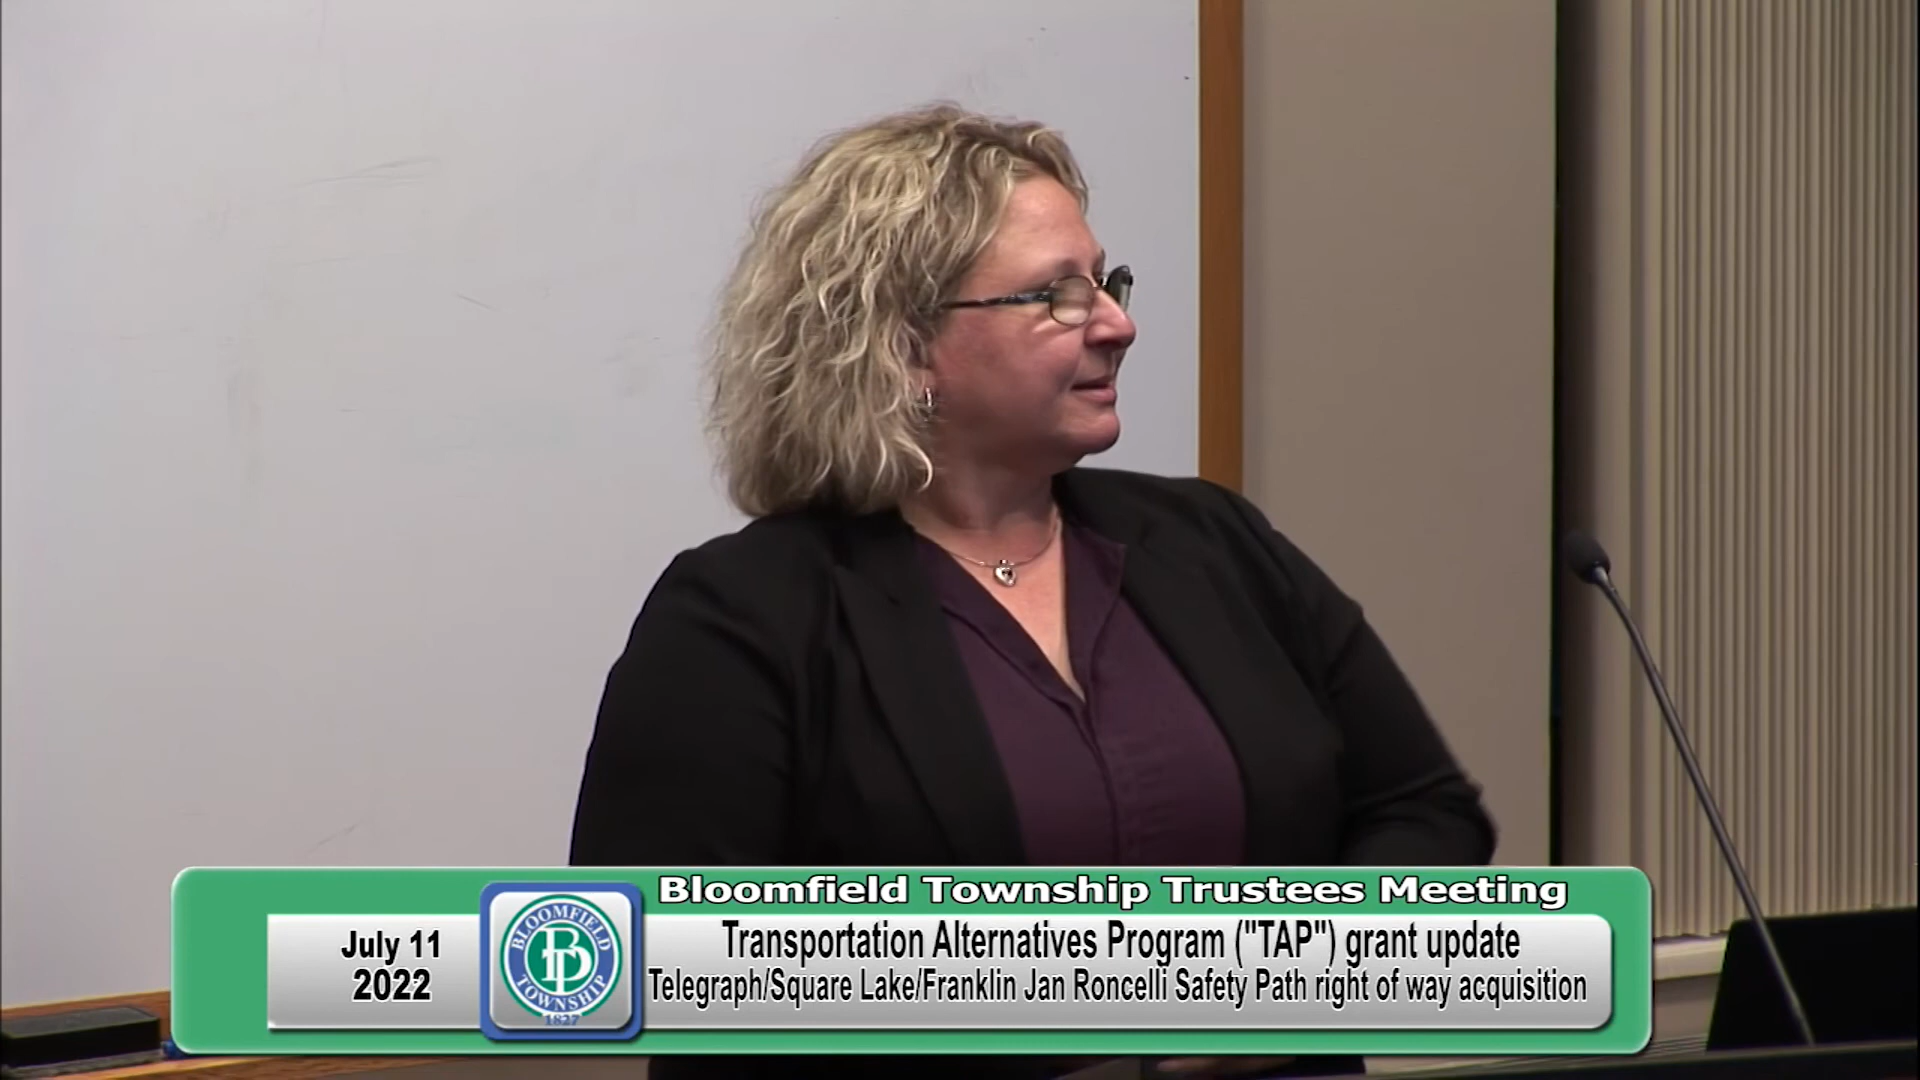 Bloomfield Township Trustees Meeting
July 11
2022
BLOOMFIELD
TOWNSHIP
1827
Transportation Alternatives Program ("TAP") grant update
Telegraph/Square Lake/Franklin Jan Roncelli Safety Path right of way acquisition